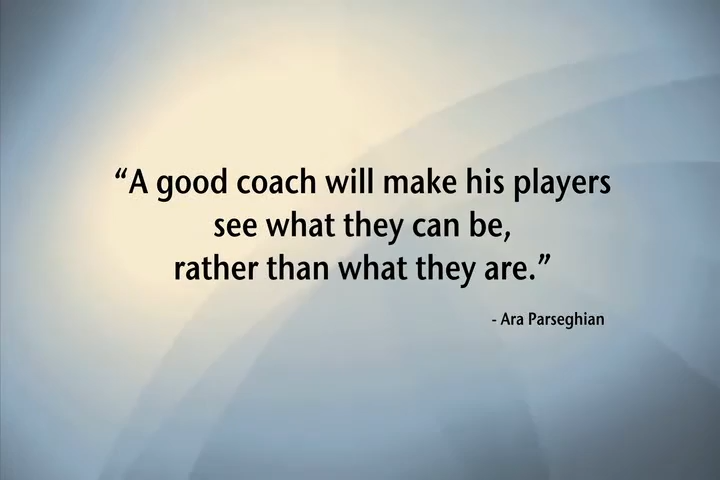 “A good coach will make his players
see what they can be,
rather than what they are.”
- Ara Parseghian